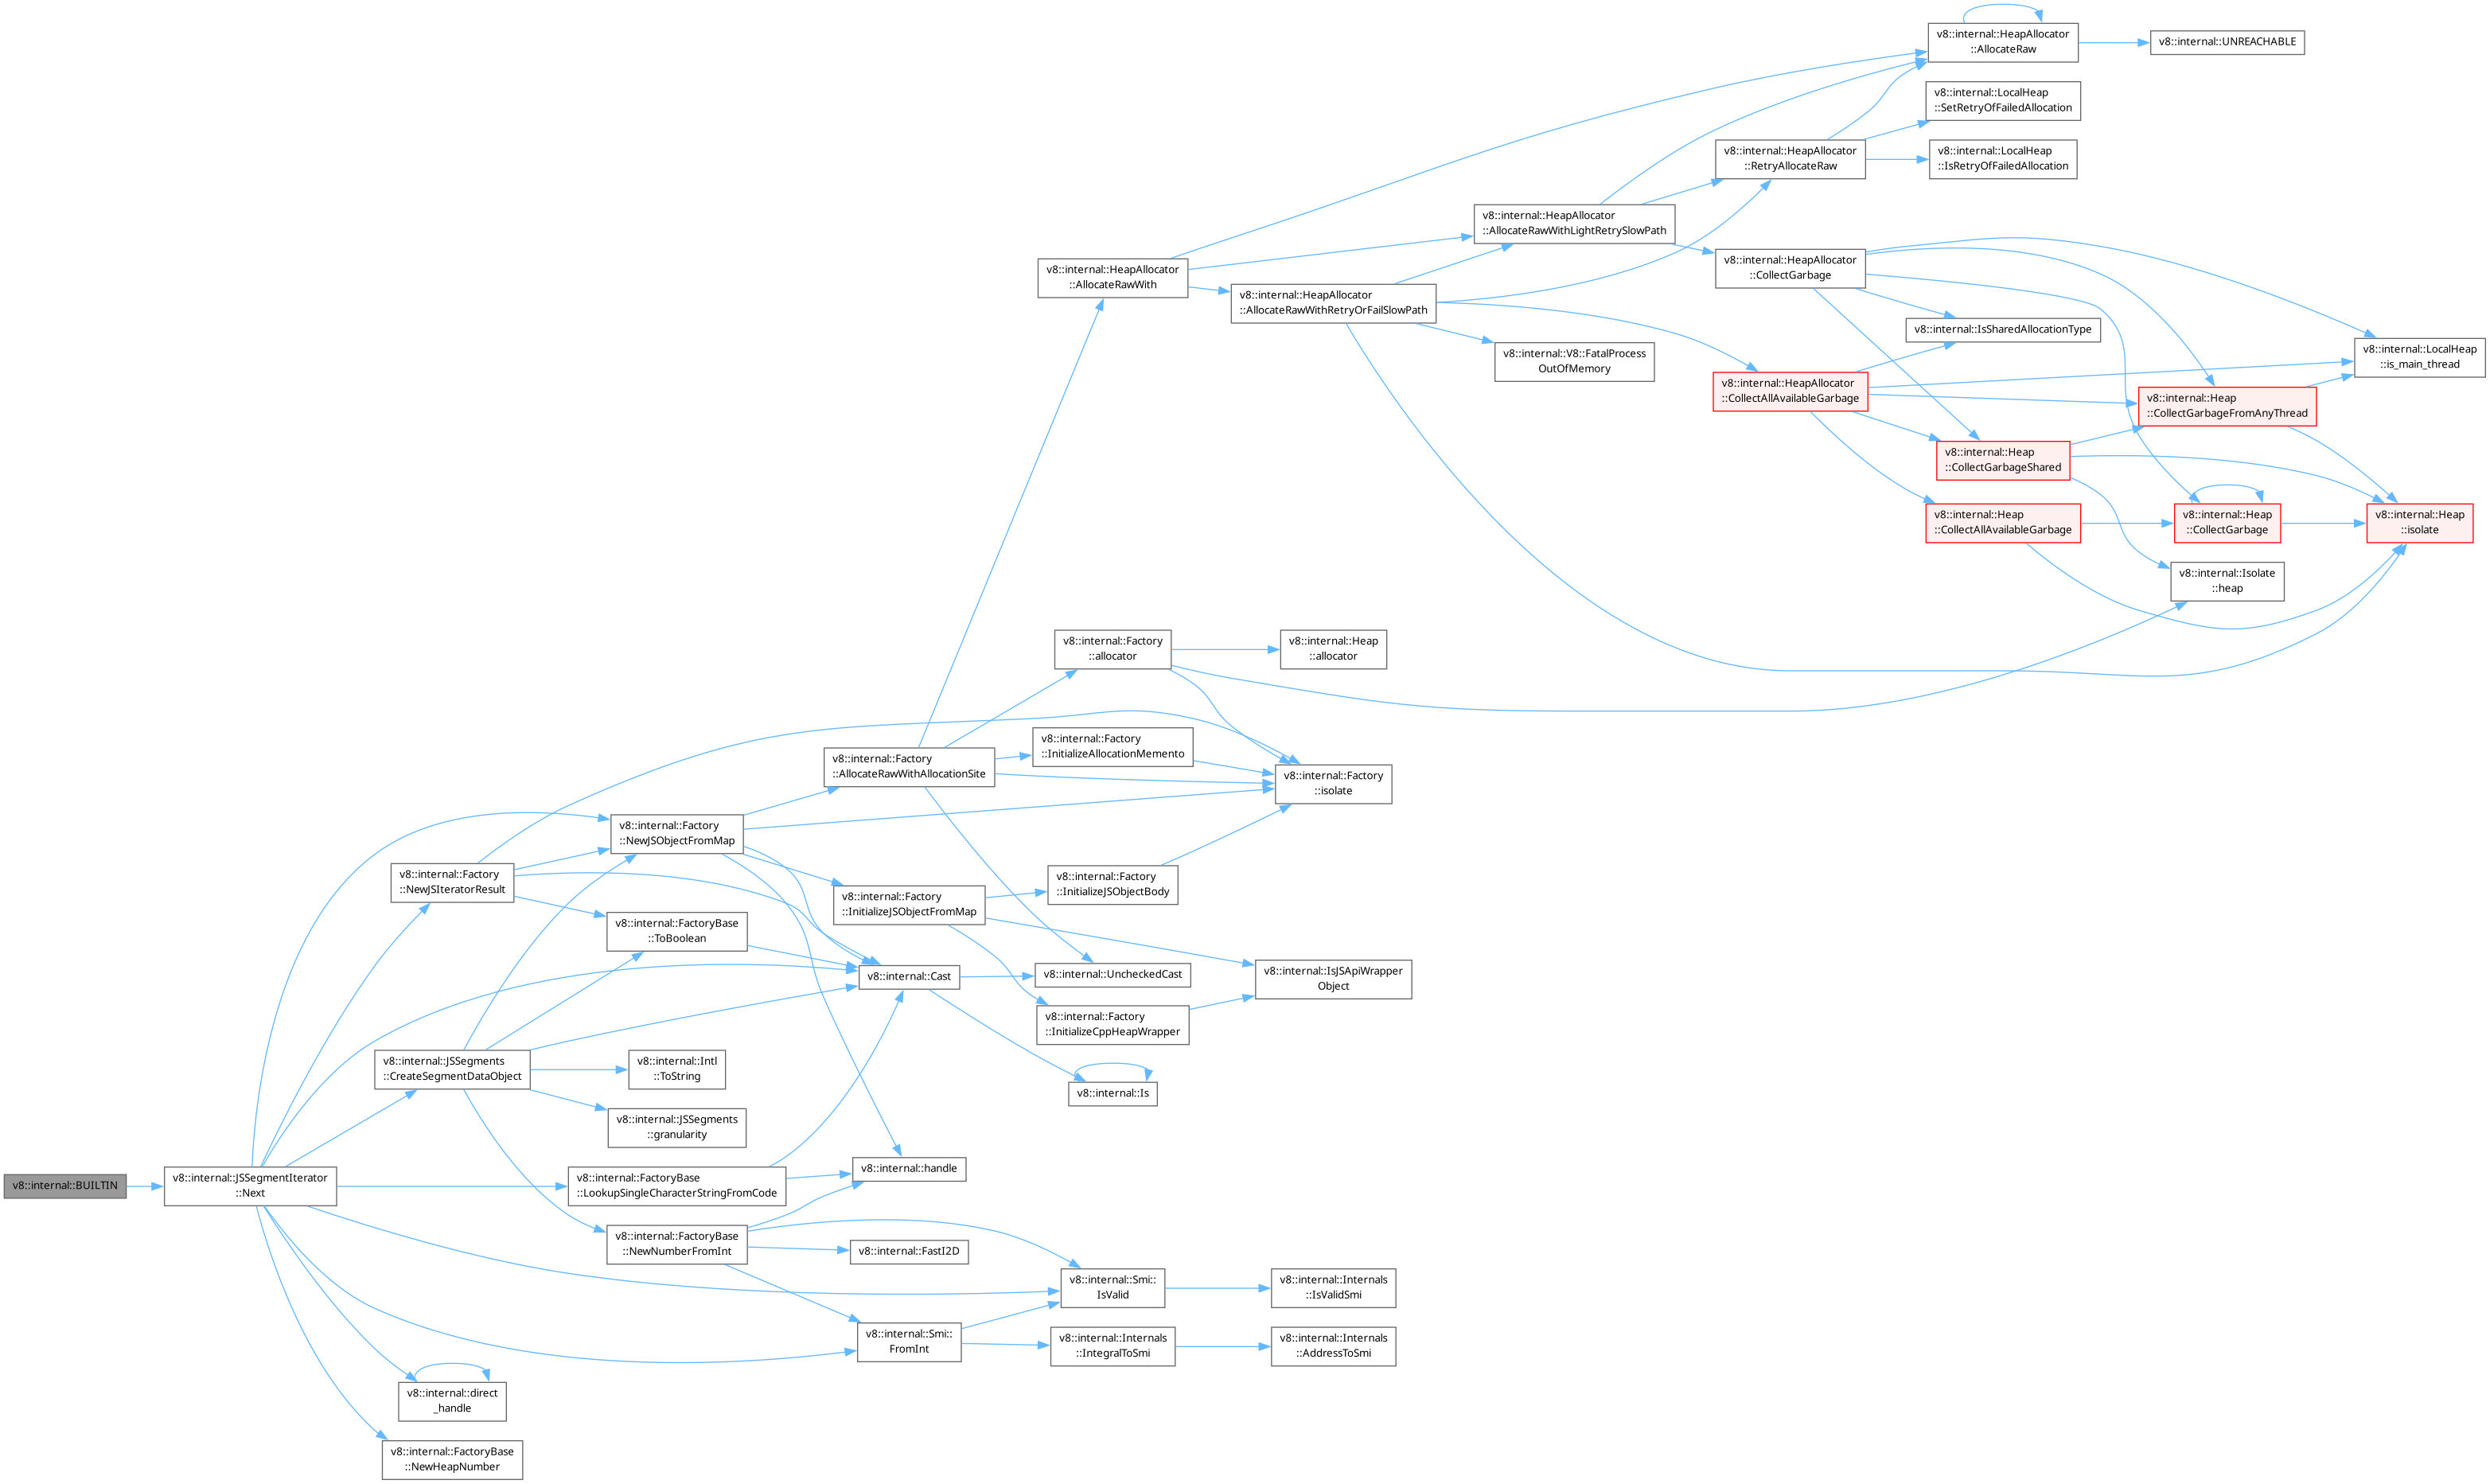 v8::internal::HeapAllocator
::AllocateRaw
v8::internal::UNREACHABLE
v8::internal::LocalHeap
::SetRetryOfFailedAllocation
v8::internal::HeapAllocator
::RetryAllocateRaw
v8::internal::LocalHeap
::IsRetryOfFailedAllocation
v8::internal::HeapAllocator
::AllocateRawWithLightRetrySlowPath
v8::internal::HeapAllocator
::AllocateRawWith
v8::internal::HeapAllocator
::CollectGarbage
v8::internal::HeapAllocator
::AllocateRawWithRetryOrFailSlowPath
v8::internal::IsSharedAllocationType
v8::internal::V8::FatalProcess
OutOfMemory
v8::internal::LocalHeap
::is_main_thread
v8::internal::HeapAllocator
::CollectAllAvailableGarbage
v8::internal::Heap
::CollectGarbageFromAnyThread
v8::internal::Heap
::CollectGarbageShared
v8::internal::Heap
::CollectAllAvailableGarbage
v8::internal::Heap
::CollectGarbage
v8::internal::Heap
::isolate
v8::internal::Isolate
::heap
v8::internal::Factory
::allocator
v8::internal::Heap
::allocator
v8::internal::Factory
::InitializeAllocationMemento
v8::internal::Factory
::AllocateRawWithAllocationSite
v8::internal::Factory
::isolate
v8::internal::Factory
::NewJSObjectFromMap
v8::internal::Factory
::NewJSIteratorResult
v8::internal::Factory
::InitializeJSObjectBody
v8::internal::Factory
::InitializeJSObjectFromMap
v8::internal::FactoryBase
::ToBoolean
v8::internal::Cast
v8::internal::UncheckedCast
v8::internal::IsJSApiWrapper
Object
v8::internal::Factory
::InitializeCppHeapWrapper
v8::internal::JSSegments
::CreateSegmentDataObject
v8::internal::Intl
::ToString
v8::internal::Is
v8::internal::JSSegments
::granularity
v8::internal::handle
v8::internal::BUILTIN
v8::internal::JSSegmentIterator
::Next
v8::internal::FactoryBase
::LookupSingleCharacterStringFromCode
v8::internal::FactoryBase
::NewNumberFromInt
v8::internal::FastI2D
v8::internal::Smi::
IsValid
v8::internal::Internals
::IsValidSmi
v8::internal::Smi::
FromInt
v8::internal::Internals
::IntegralToSmi
v8::internal::Internals
::AddressToSmi
v8::internal::direct
_handle
v8::internal::FactoryBase
::NewHeapNumber